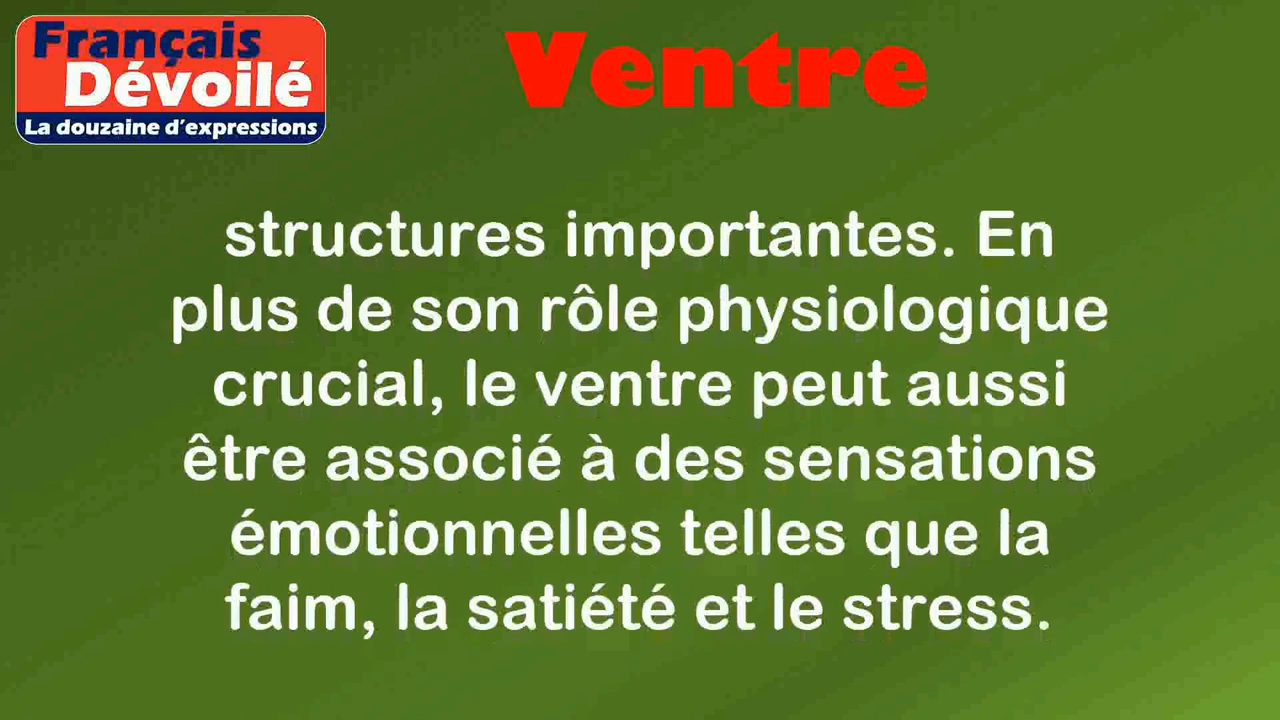 Français
Dévoilé
La douzaine d'expressions
Ventre
structures importantes. En
plus de son rôle physiologique
crucial, le ventre peut aussi
être associé à des sensations
émotionnelles telles que la
faim, la satiété et le stress.